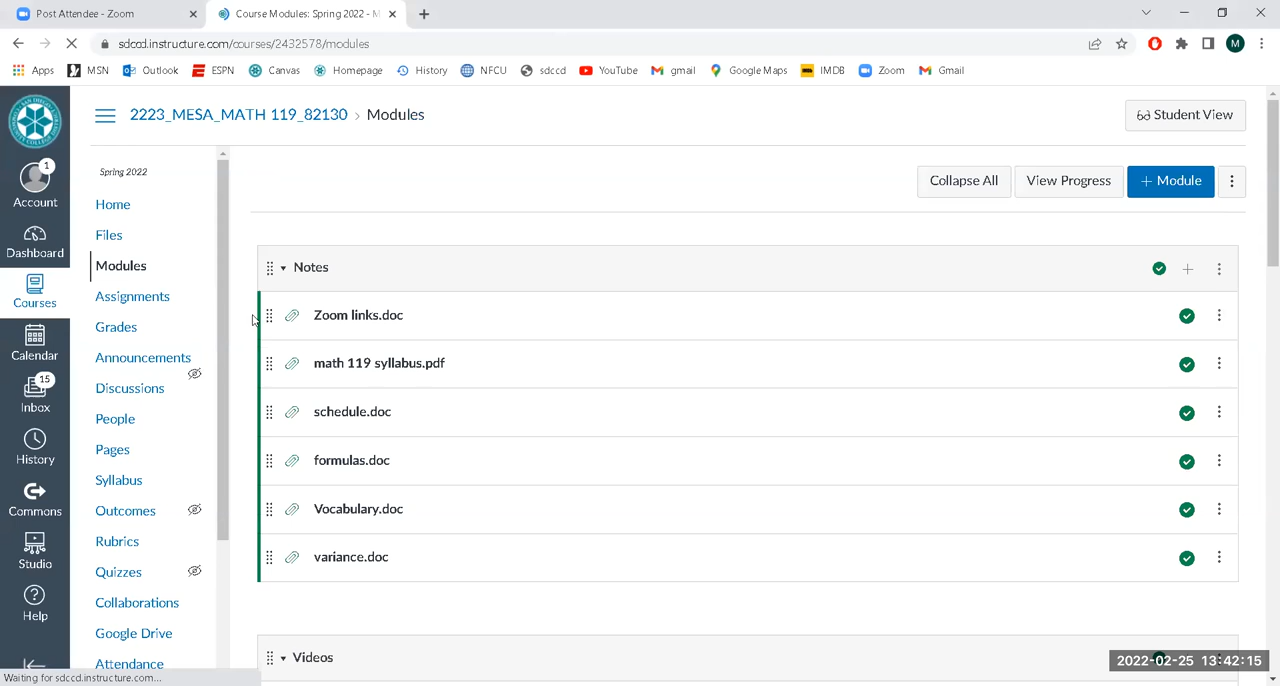 Post Attendee - Zoom
Course Modules: Spring 2022 - M
sdccd.instructure.com/courses/2432578/modules
M
Apps
MSN
Outlook
ESPN
Canvas
Homepage
History
NFCU
sdccd
YouTube
gmail
Google Maps
IMDB
Zoom
Gmail
2223_MESA_MATH 119_82130 > Modules
Student View
1
Account
Dashboard
Courses
Calendar
15
Inbox
History
Commons
Studio
Help
Spring 2022
Home
Files
Modules
Assignments
Grades
Announcements
Discussions
People
Pages
Syllabus
Outcomes
Rubrics
Quizzes
Collaborations
Google Drive
Attendance
Collapse All
View Progress
+ Module
Notes
Zoom links.doc
math 119 syllabus.pdf
schedule.doc
formulas.doc
Vocabulary.doc
variance.doc
Videos
Waiting for sdccd.instructure.com...
2022-02-25 13:42:15